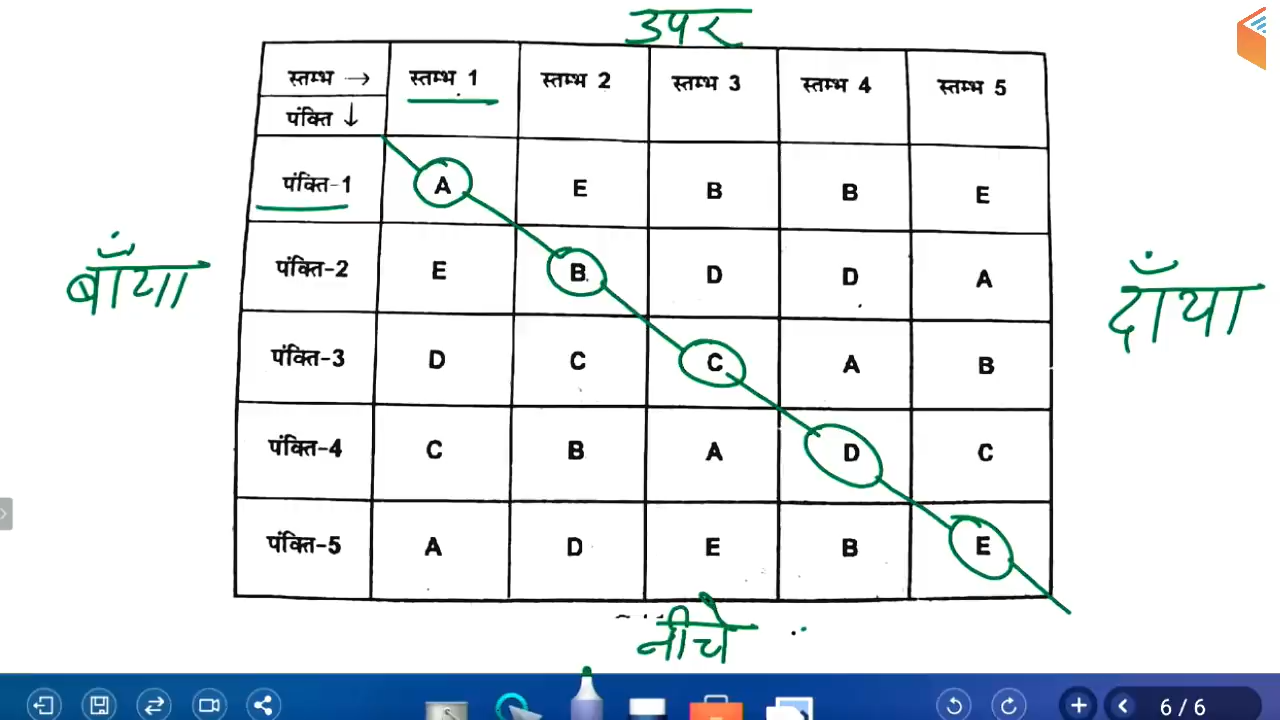 उपर
स्तम्भ → स्तम्भ 1 स्तम्भ 2 स्तम्भ 3 स्तम्भ 4 स्तम्भ 5
पंक्ति ↓
पंक्ति-1 A E B B E
पंक्ति-2 E B D D A
बाँया
दाँया
पंक्ति-3 D C C A B
पंक्ति-4 C B A D C
पंक्ति-5 A D E B E
नीचे
6 / 6